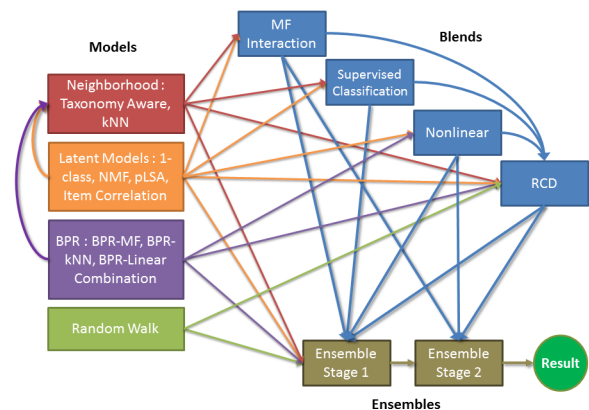 Models
Blends
MF
Interaction
Supervised
Classification
Nonlinear
RCD
Neighborhood :
Taxonomy Aware,
kNN
Latent Models : 1-
class, NMF, pLSA,
Item Correlation
BPR : BPR-MF, BPR-
kNN, BPR-Linear
Combination
Random Walk
Ensemble
Stage 1
Ensemble
Stage 2
Result
Ensembles